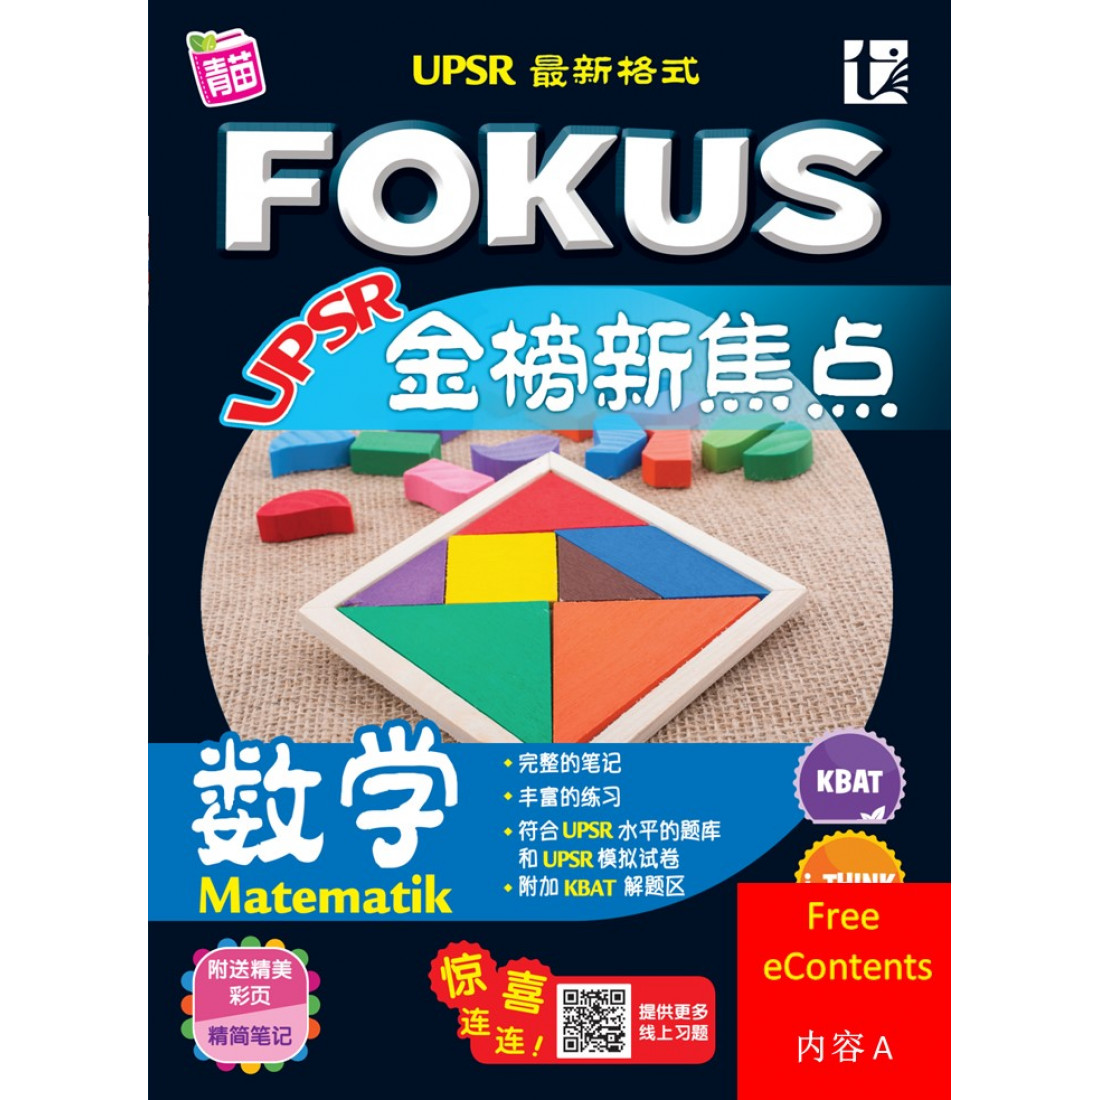 青苗
UPSR 最新格式
FOKUS
UPSR
金榜新焦点
数学
Matematik
• 完整的笔记
• 丰富的练习
• 符合 UPSR 水平的题库
和 UPSR 模拟试卷
• 附加 KBAT 解题区
KBAT
i-THINK
附送精美
彩页
精简笔记
惊喜
连连！
提供更多
线上习题
Free
eContents
内容 A